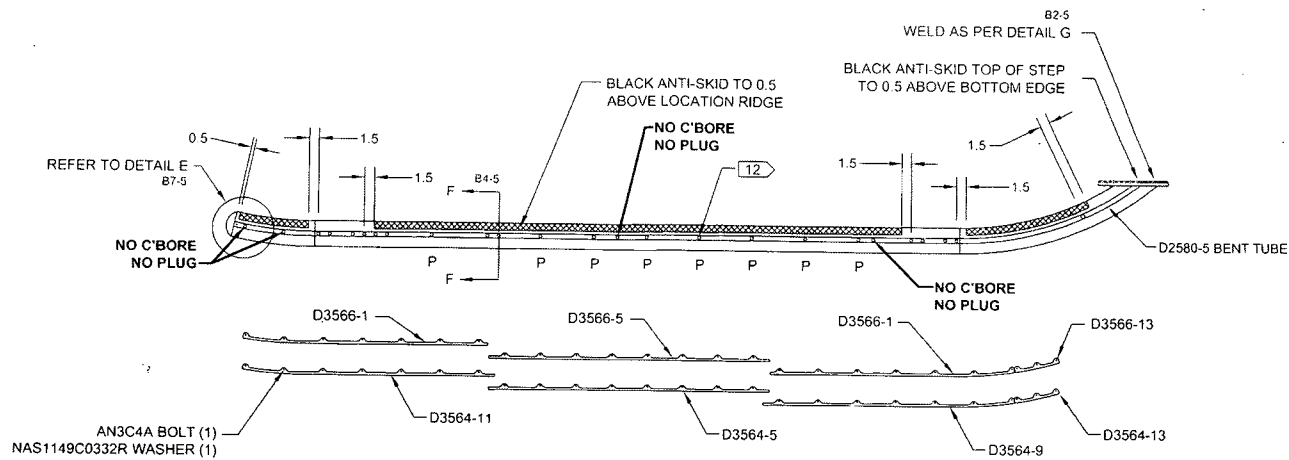 B2-5
WELD AS PER DETAIL G
BLACK ANTI-SKID TOP OF STEP
TO 0.5 ABOVE BOTTOM EDGE
BLACK ANTI-SKID TO 0.5
ABOVE LOCATION RIDGE
NO C'BORE
NO PLUG
0.5
1.5
1.5
1.5
12
REFER TO DETAIL E
B7-5
1.5
F
B4-5
1.5
NO C'BORE
NO PLUG
D2580-5 BENT TUBE
P
F
P
P
P
P
P
P
NO C'BORE
NO PLUG
D3566-1
D3566-5
D3566-1
D3566-13
D3564-11
D3564-5
D3564-9
D3564-13
AN3C4A BOLT (1)
NAS1149C0332R WASHER (1)